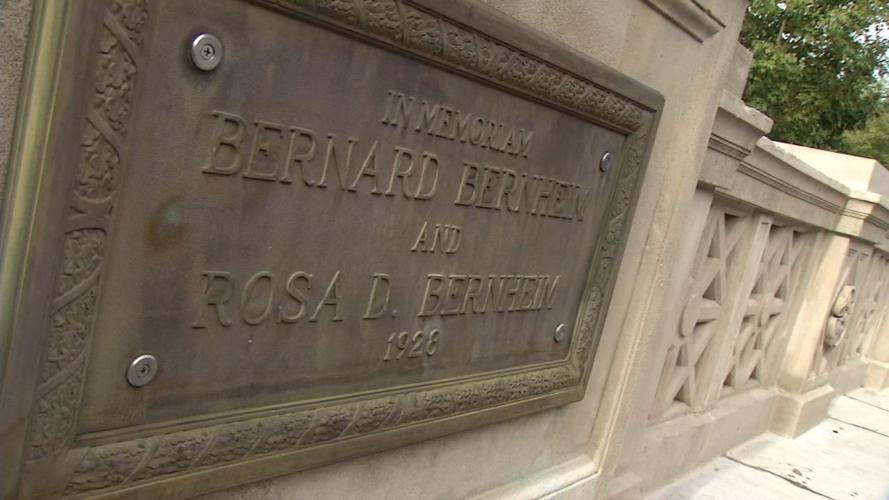 IN MEMORIAM
BERNARD BERNHEIM
AND
ROSA D. BERNHEIM
1928